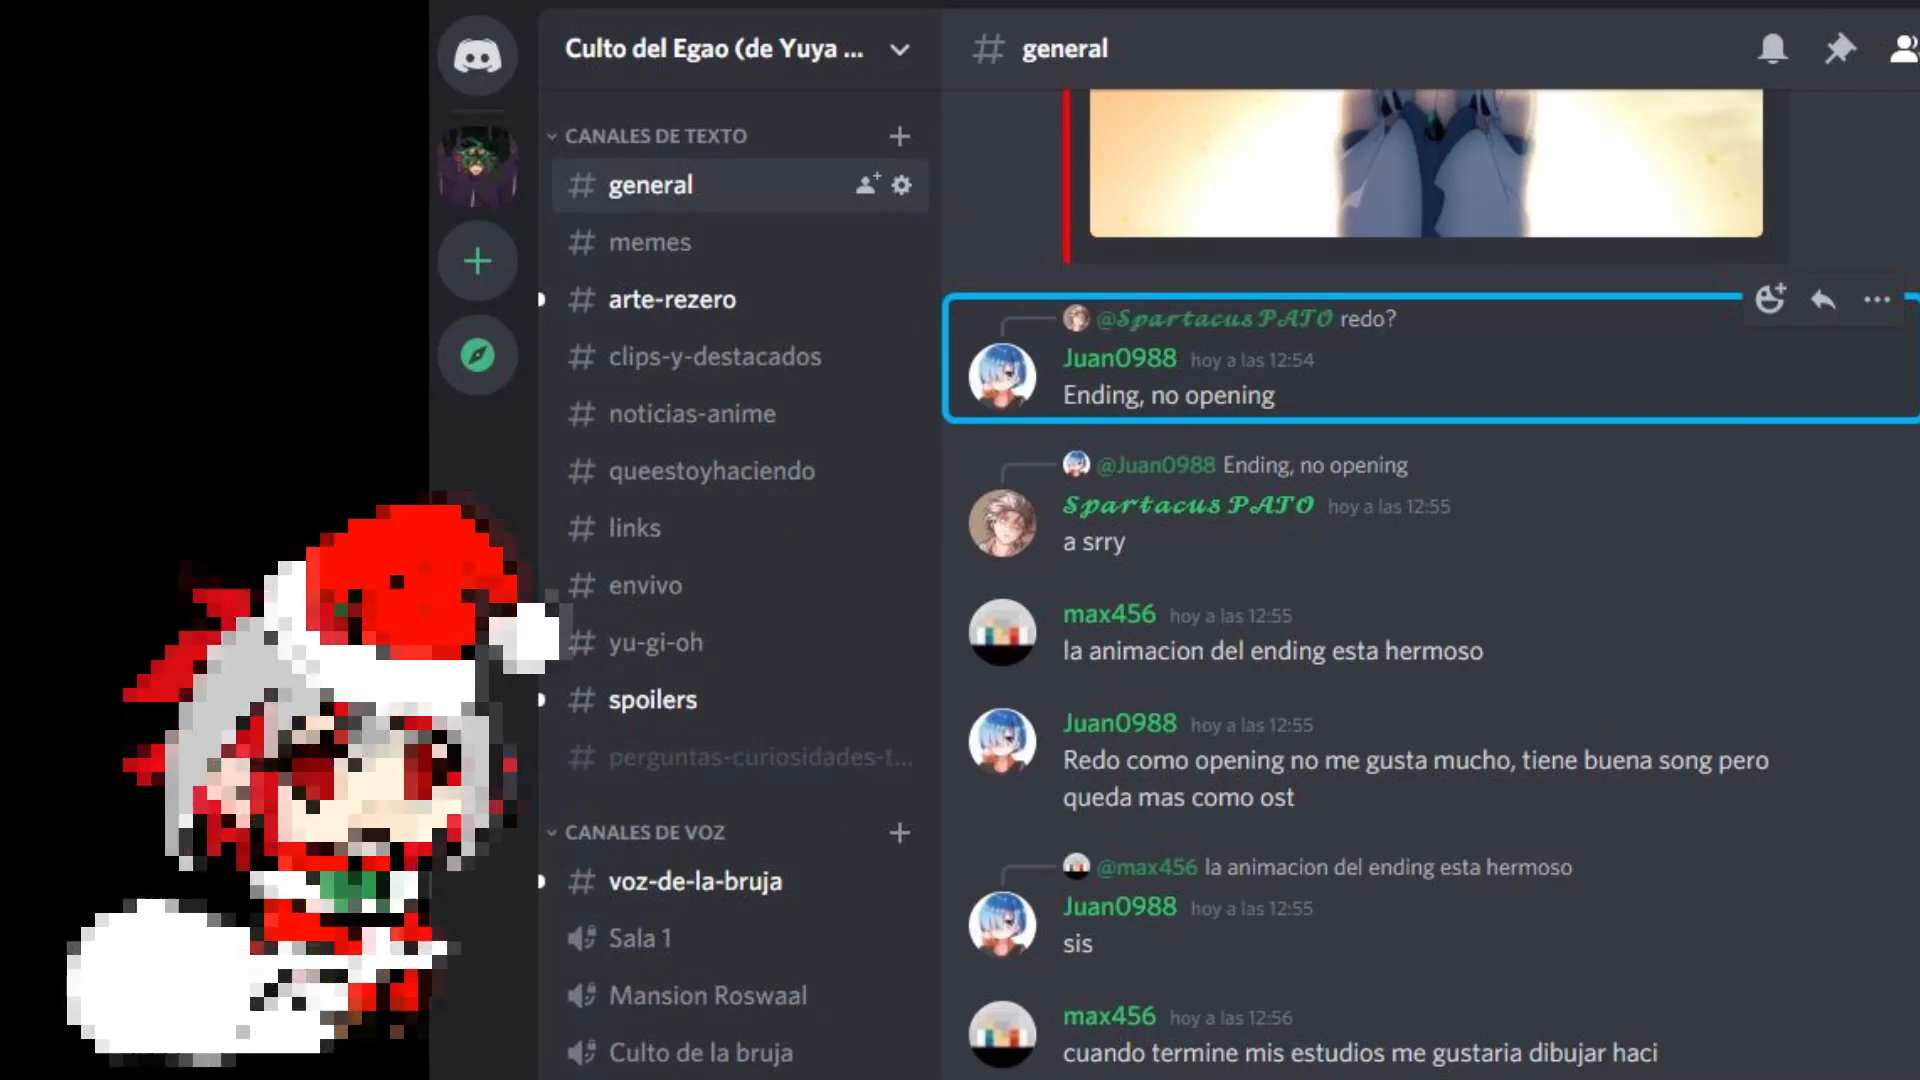 Culto del Egao (de Yuya ...
CANALES DE TEXTO
general
memes
arte-rezero
clips-y-destacados
noticias-anime
queestoyhaciendo
links
envivo
yu-gi-oh
spoilers
perguntas-curiosidades-t...
CANALES DE VOZ
voz-de-la-bruja
Sala 1
Mansion Roswaal
Culto de la bruja
general
@Spartacus PATO redo?
Juan0988 hoy a las 12:54
Ending, no opening
@Juan0988 Ending, no opening
Spartacus PATO hoy a las 12:55
a srry
max456 hoy a las 12:55
la animacion del ending esta hermoso
Juan0988 hoy a las 12:55
Redo como opening no me gusta mucho, tiene buena song pero
queda mas como ost
@max456 la animacion del ending esta hermoso
Juan0988 hoy a las 12:55
sis
max456 hoy a las 12:56
cuando termine mis estudios me gustaria dibujar haci